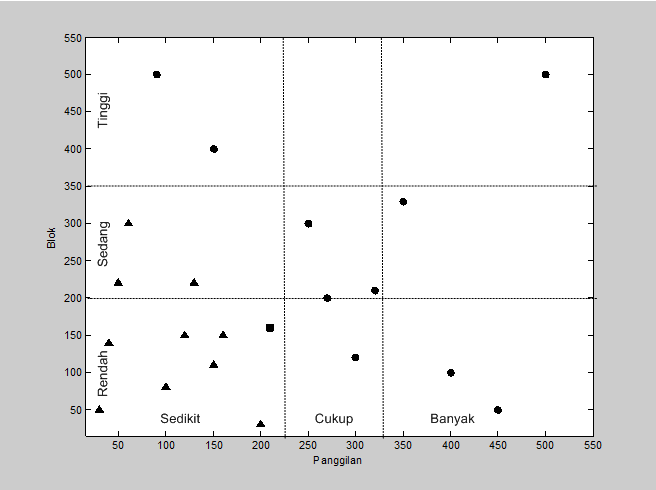 550
500
450
400
350
300
250
200
150
100
50
Blok
Tinggi
Sedang
Rendah
Sedikit Cukup Banyak
50 100 150 200 250 300 350 400 450 500 550
Panggilan